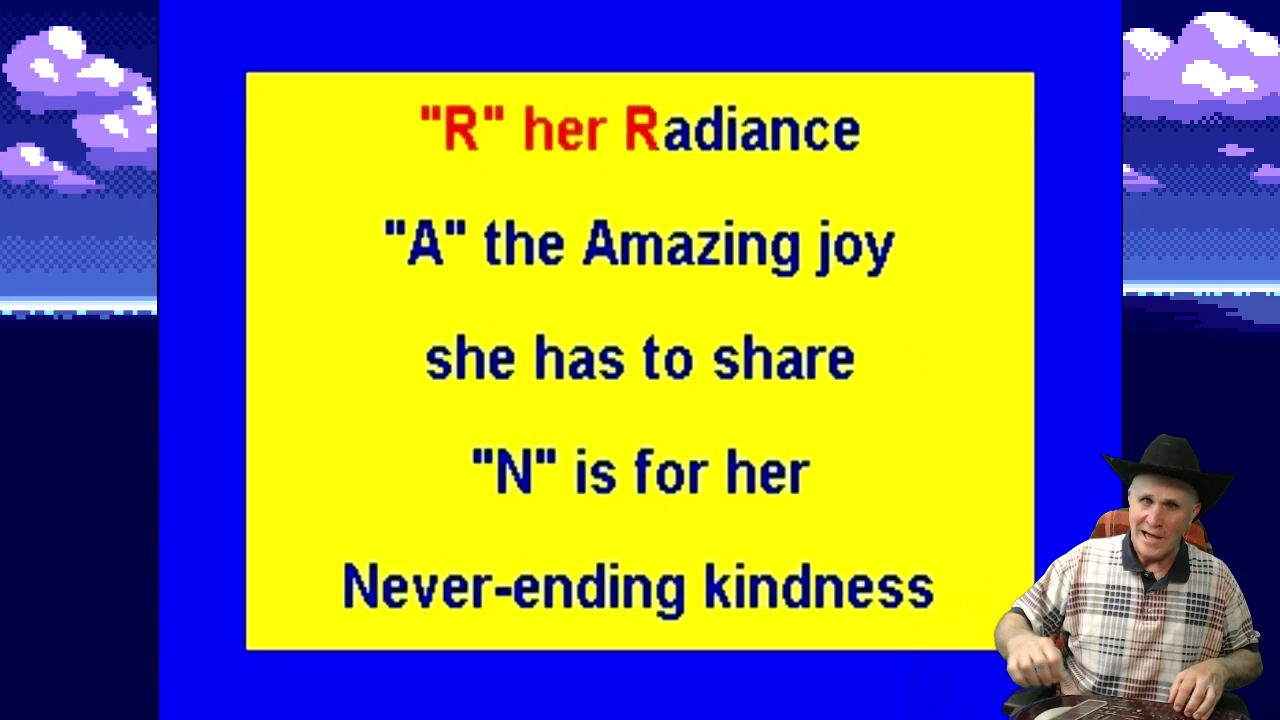 "R" her Radiance
"A" the Amazing joy
she has to share
"N" is for her
Never-ending kindness